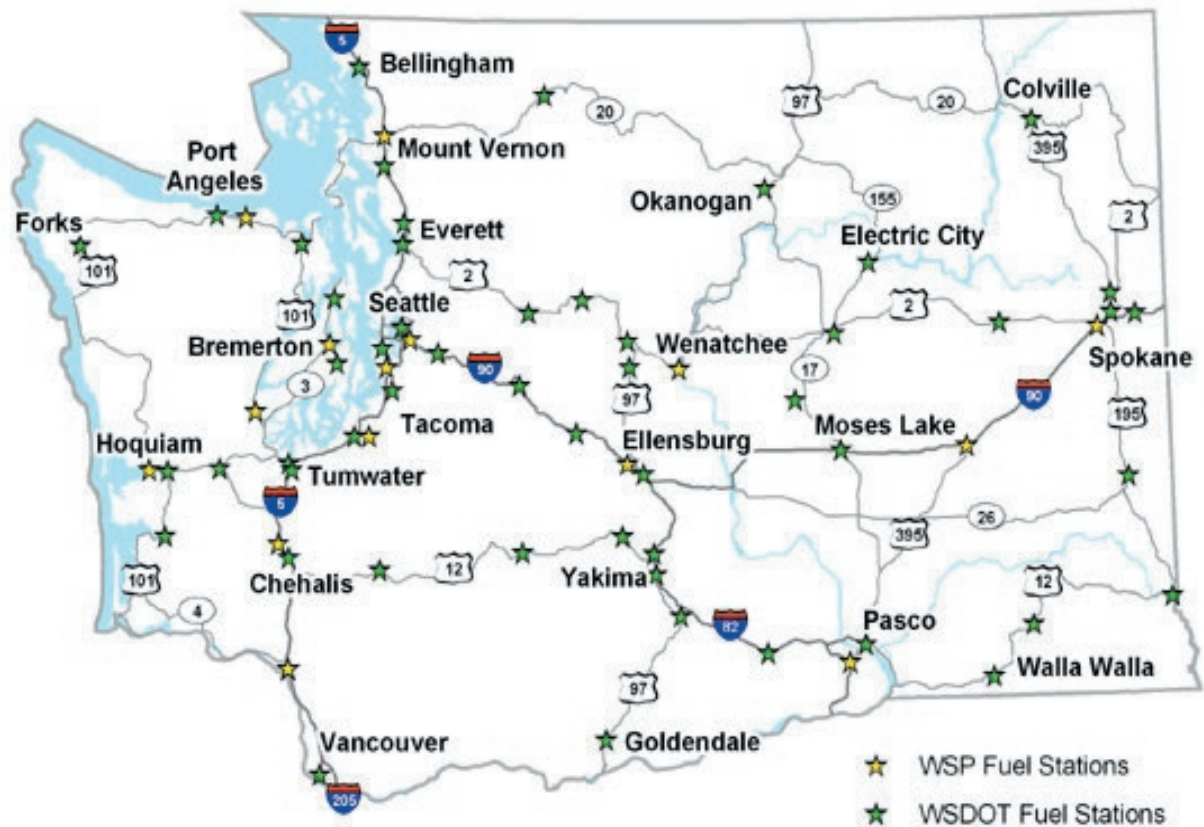 5
Bellingham
Colville
97
20
20
395
Mount Vernon
Port
Angeles
Okanogan
155
Forks
Everett
Electric City
2
101
2
Seattle
2
101
Bremerton
Wenatchee
Spokane
3
90
17
90
97
195
Tacoma
Moses Lake
Hoquiam
Ellensburg
Tumwater
5
26
395
101
Chehalis
12
Yakima
12
4
82
Pasco
Walla Walla
97
Vancouver
Goldendale
205
WSP Fuel Stations
WSDOT Fuel Stations